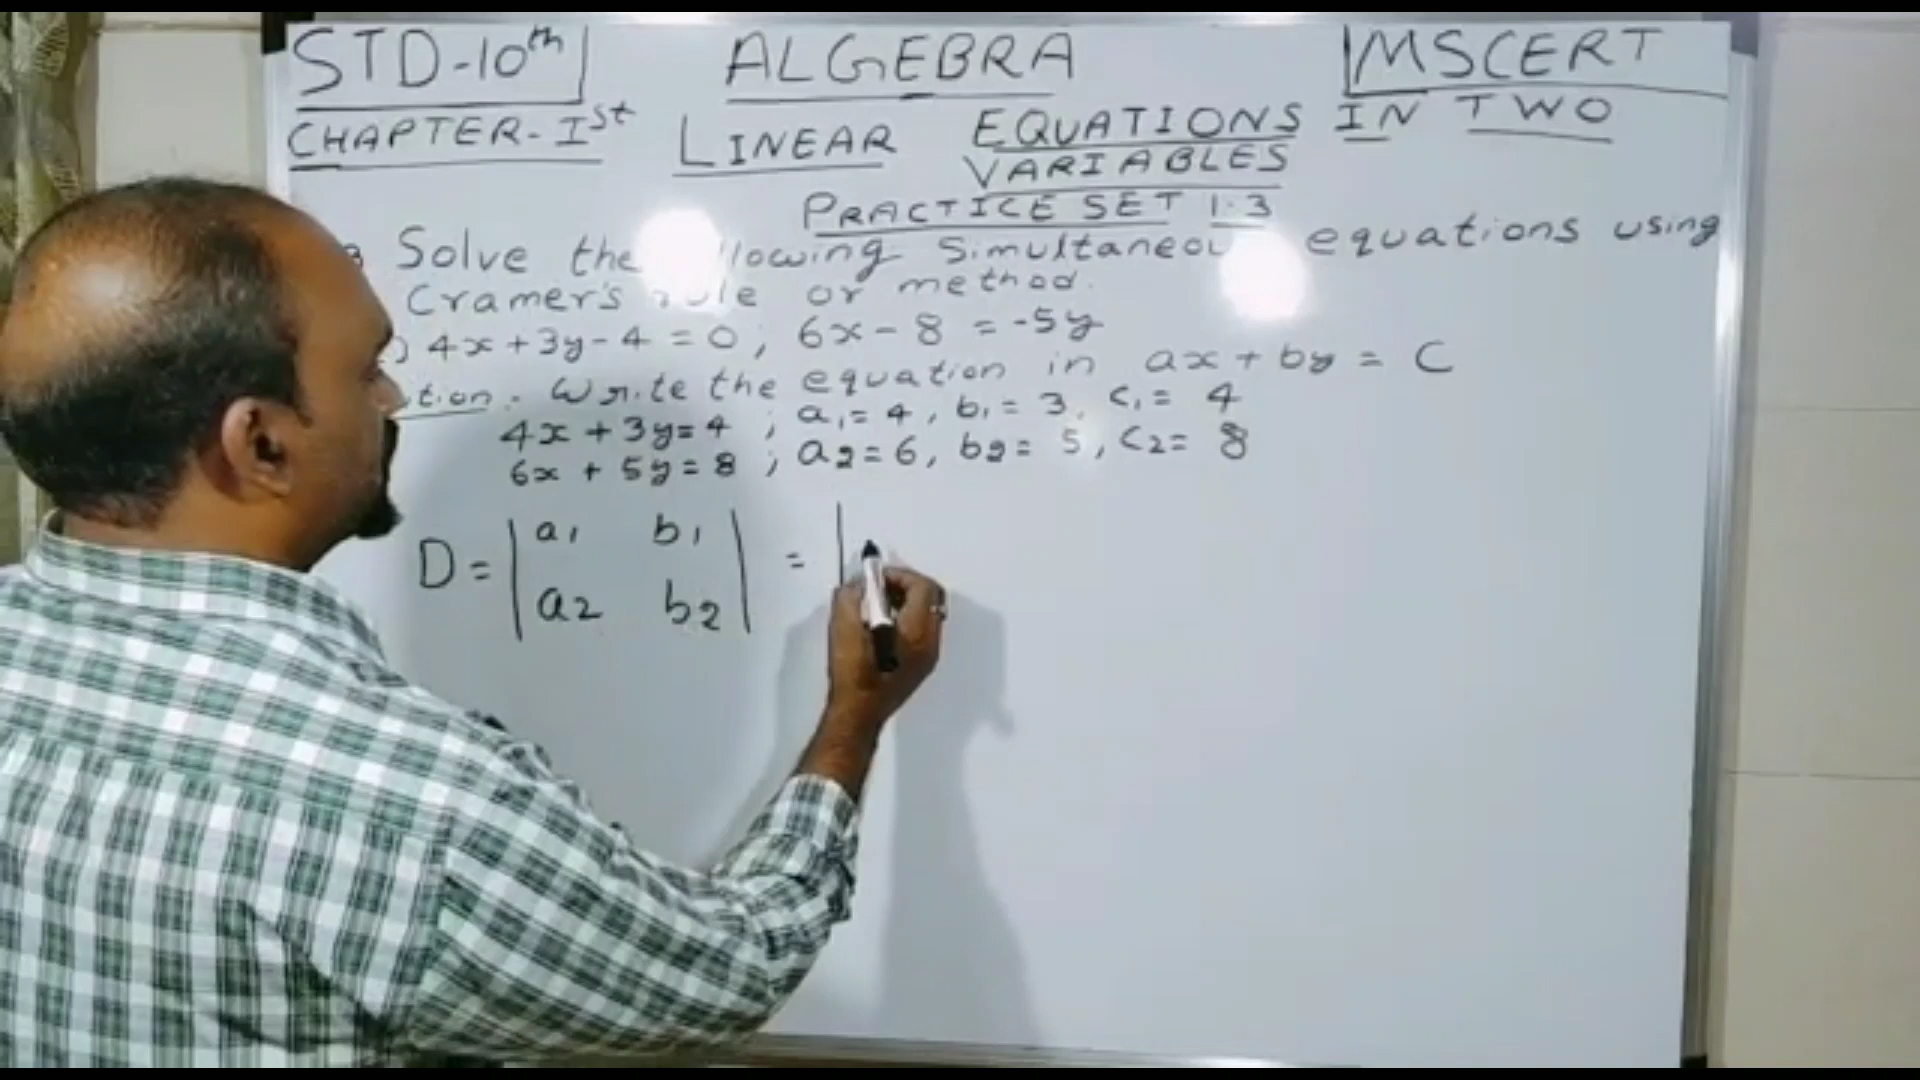 STD-10th ALGEBRA MSCERT
CHAPTER-Ist LINEAR EQUATIONS IN TWO
VARIABLES
PRACTICE SET 1.3
Solve the following Simultaneous equations using
Cramer's rule or method.
) 4x + 3y - 4 = 0 ; 6x - 8 = -5y
tion. Write the equation in ax + by = C
4x + 3y = 4 ; a1 = 4 , b1 = 3, c1 = 4
6x + 5y = 8 ; a2 = 6, b2 = 5, c2 = 8
D = | a1 b1 | = |
| a2 b2 |